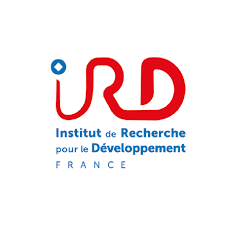 iRD
Institut de Recherche
pour le Développement
FRANCE